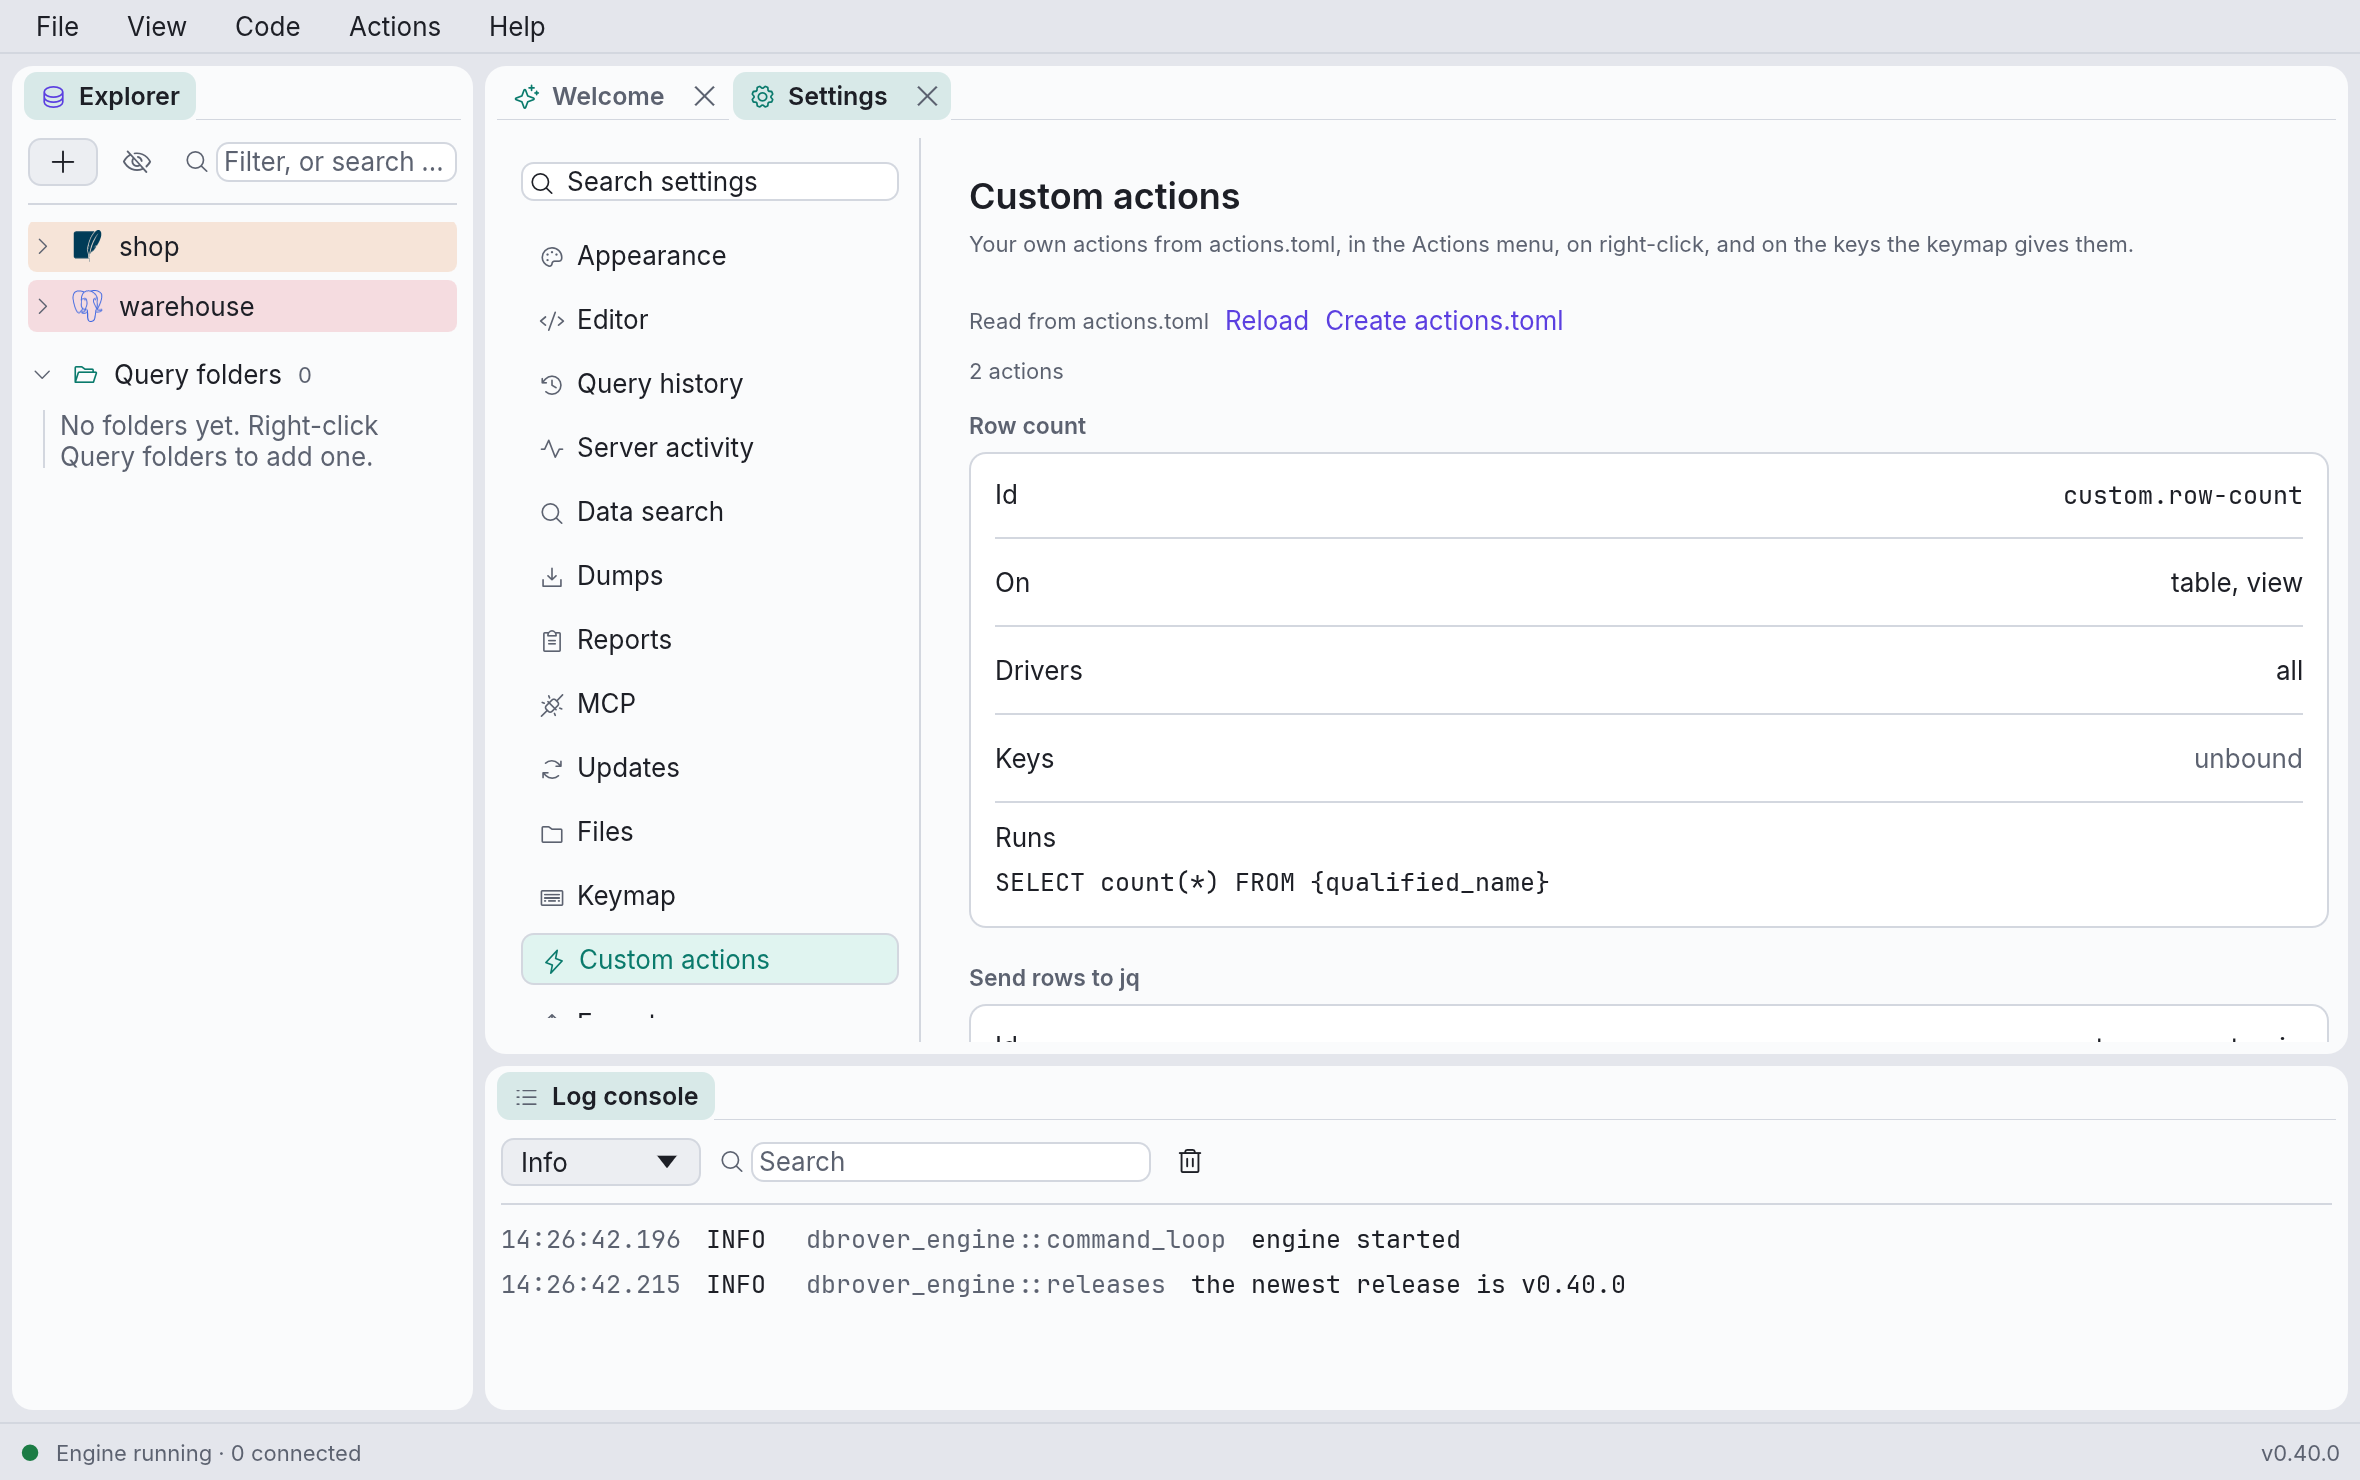 File View Code Actions Help
Explorer
Filter, or search ...
shop
warehouse
Query folders 0
No folders yet. Right-click
Query folders to add one.
Welcome
Settings
Search settings
Appearance
Editor
Query history
Server activity
Data search
Dumps
Reports
MCP
Updates
Files
Keymap
Custom actions
Custom actions
Your own actions from actions.toml, in the Actions menu, on right-click, and on the keys the keymap gives them.
Read from actions.toml Reload Create actions.toml
2 actions
Row count
Id custom.row-count
On table, view
Drivers all
Keys unbound
Runs
SELECT count(*) FROM {qualified_name}
Send rows to jq
Id
Log console
Info
Search
14:26:42.196 INFO dbrover_engine::command_loop engine started
14:26:42.215 INFO dbrover_engine::releases the newest release is v0.40.0
Engine running · 0 connected
v0.40.0